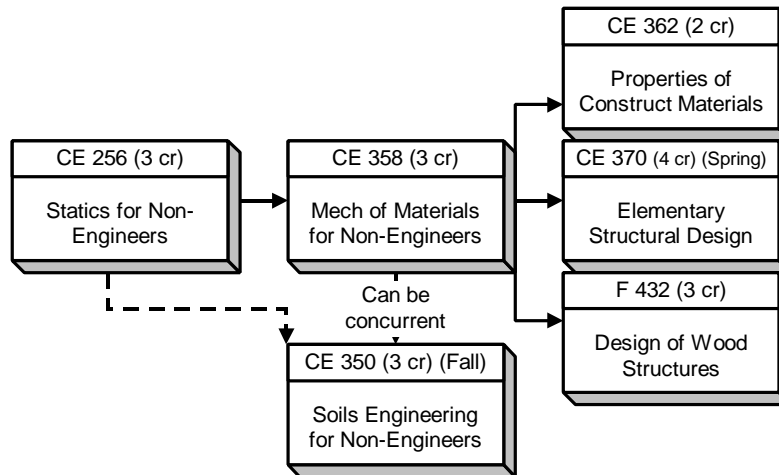 CE 362 (2 cr)
Properties of
Construct Materials
CE 256 (3 cr)
Statics for Non-
Engineers
CE 358 (3 cr)
Mech of Materials
for Non-Engineers
CE 370 (4 cr) (Spring)
Elementary
Structural Design
Can be
concurrent
F 432 (3 cr)
Design of Wood
Structures
CE 350 (3 cr) (Fall)
Soils Engineering
for Non-Engineers